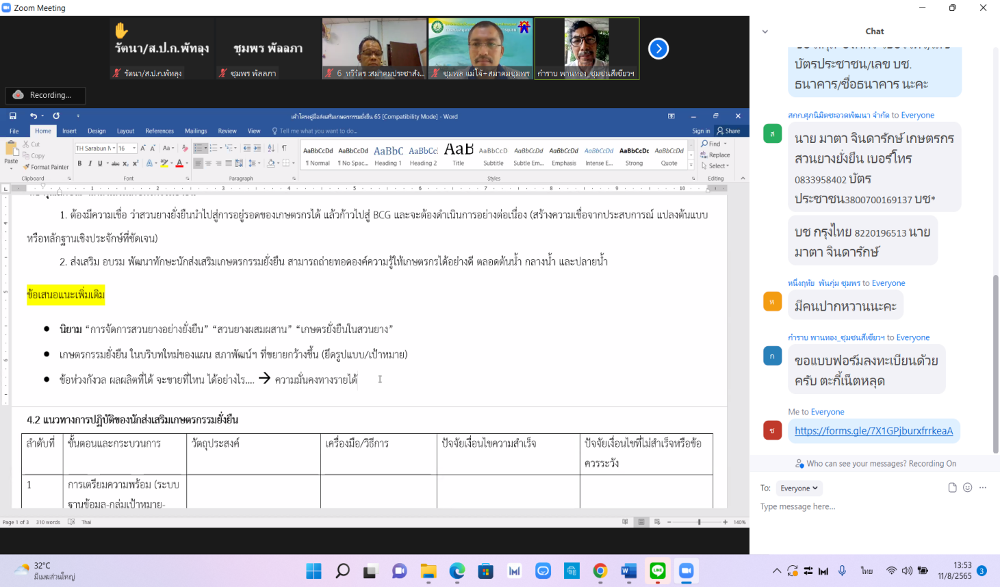 Zoom Meeting
รัตนา/ส.ป.ก.พัทลุง
รัตนา/ส.ป.ก.พัทลุง
ชุมพร พัลลภา
ชุมพร พัลลภา
6 ทวีวัตร :สมาคมประชาสัง...
ชุมพล แม่โจ้+สมาคมชุมพร
กำราบ พานทอง_ชุมชนสีเขียวฯ
Recording...
เค้าโครงคู่มือส่งเสริมเกษตรกรรมยั่งยืน 65 [Compatibility Mode] - Word
File Home Insert Design Layout References Mailings Review View Tell me what you want to do... Sign in Share
Paste Cut Copy Format Painter
Clipboard
TH Sarabun N 16
Font
Paragraph
AaBbCcDd AaBbCcDd AaBbC AaBbCc AaB AaBbCcD AaBbCcDd AaBbCcDd AaBbCcDd AaBbCcDc AaBbCcDd
¶ Normal ¶ No Spac... Heading 1 Heading 2 Title Subtitle Subtle Em... Emphasis Intense E... Strong Quote
Styles
Find
Replace
Select
Editing
1. ต้องมีความเชื่อ ว่าสวนยางยั่งยืนนำไปสู่การอยู่รอดของเกษตรกรได้ แล้วก้าวไปสู่ BCG และจะต้องดำเนินการอย่างต่อเนื่อง (สร้างความเชื่อจากประสบการณ์ แปลงต้นแบบ
หรือหลักฐานเชิงประจักษ์ที่ชัดเจน)
2. ส่งเสริม อบรม พัฒนาทักษะนักส่งเสริมเกษตรกรรมยั่งยืน สามารถถ่ายทอดองค์ความรู้ให้เกษตรกรได้อย่างดี ตลอดต้นน้ำ กลางน้ำ และปลายน้ำ
ข้อเสนอแนะเพิ่มเติม
● นิยาม “การจัดการสวนยางอย่างยั่งยืน” “สวนยางผสมผสาน” “เกษตรยั่งยืนในสวนยาง”
● เกษตรกรรมยั่งยืน ในบริบทใหม่ของแผน สภาพัฒน์ฯ ที่ขยายกว้างขึ้น (ยึดรูปแบบ/เป้าหมาย)
● ข้อห่วงกังวล ผลผลิตที่ได้ จะขายที่ไหน ได้อย่างไร.... → ความมั่นคงทางรายได้
4.2 แนวทางการปฏิบัติของนักส่งเสริมเกษตรกรรมยั่งยืน
ลำดับที่ ขั้นตอนและกระบวนการ วัตถุประสงค์ เครื่องมือ/วิธีการ ปัจจัยเงื่อนไขความสำเร็จ ปัจจัยเงื่อนไขที่ไม่สำเร็จหรือข้อ
ควรระวัง
1 การเตรียมความพร้อม (ระบบ
ฐานข้อมูล-กลุ่มเป้าหมาย-
Page 1 of 3 310 words Thai 140%
Chat
บัตรประชาชน/เลข บช.
ธนาคาร/ชื่อธนาคาร นะคะ
สกก.ศุภนิมิตชะอวดพัฒนา จำกัด to Everyone
ส
นาย มาตา จินดารักษ์ เกษตรกร
สวนยางยั่งยืน เบอร์โทร
0833958402 บัตร
ประชาชน3800700169137 บช*
บช กรุงไทย 8220196513 นาย
มาตา จินดารักษ์
หนึ่งฤทัย พันกุ่ม ชุมพร to Everyone
ห
มีคนปากหวานนะคะ
กำราบ พานทอง_ชุมชนสีเขียวฯ to Everyone
ก
ขอแบบฟอร์มลงทะเบียนด้วย
ครับ ตะกี้เน็ตหลุด
Me to Everyone
ช
https://forms.gle/7X1GPjburxfrrkeaA
Who can see your messages? Recording On
To: Everyone
Type message here...
32°C
มีเมฆส่วนใหญ่
ไทย
13:53
11/8/2565
3